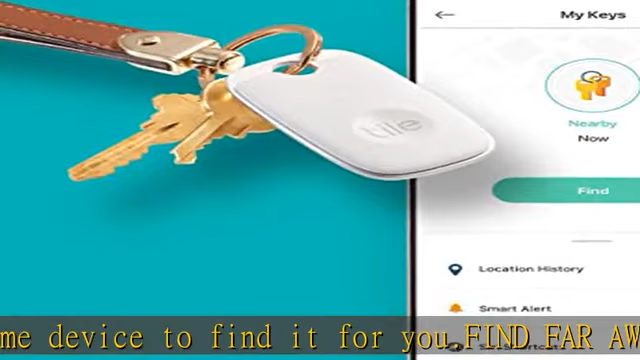 My Keys
tile
Nearby
Now
Find
Location History
Smart Alert
me device to find it for you FIND FAR AW